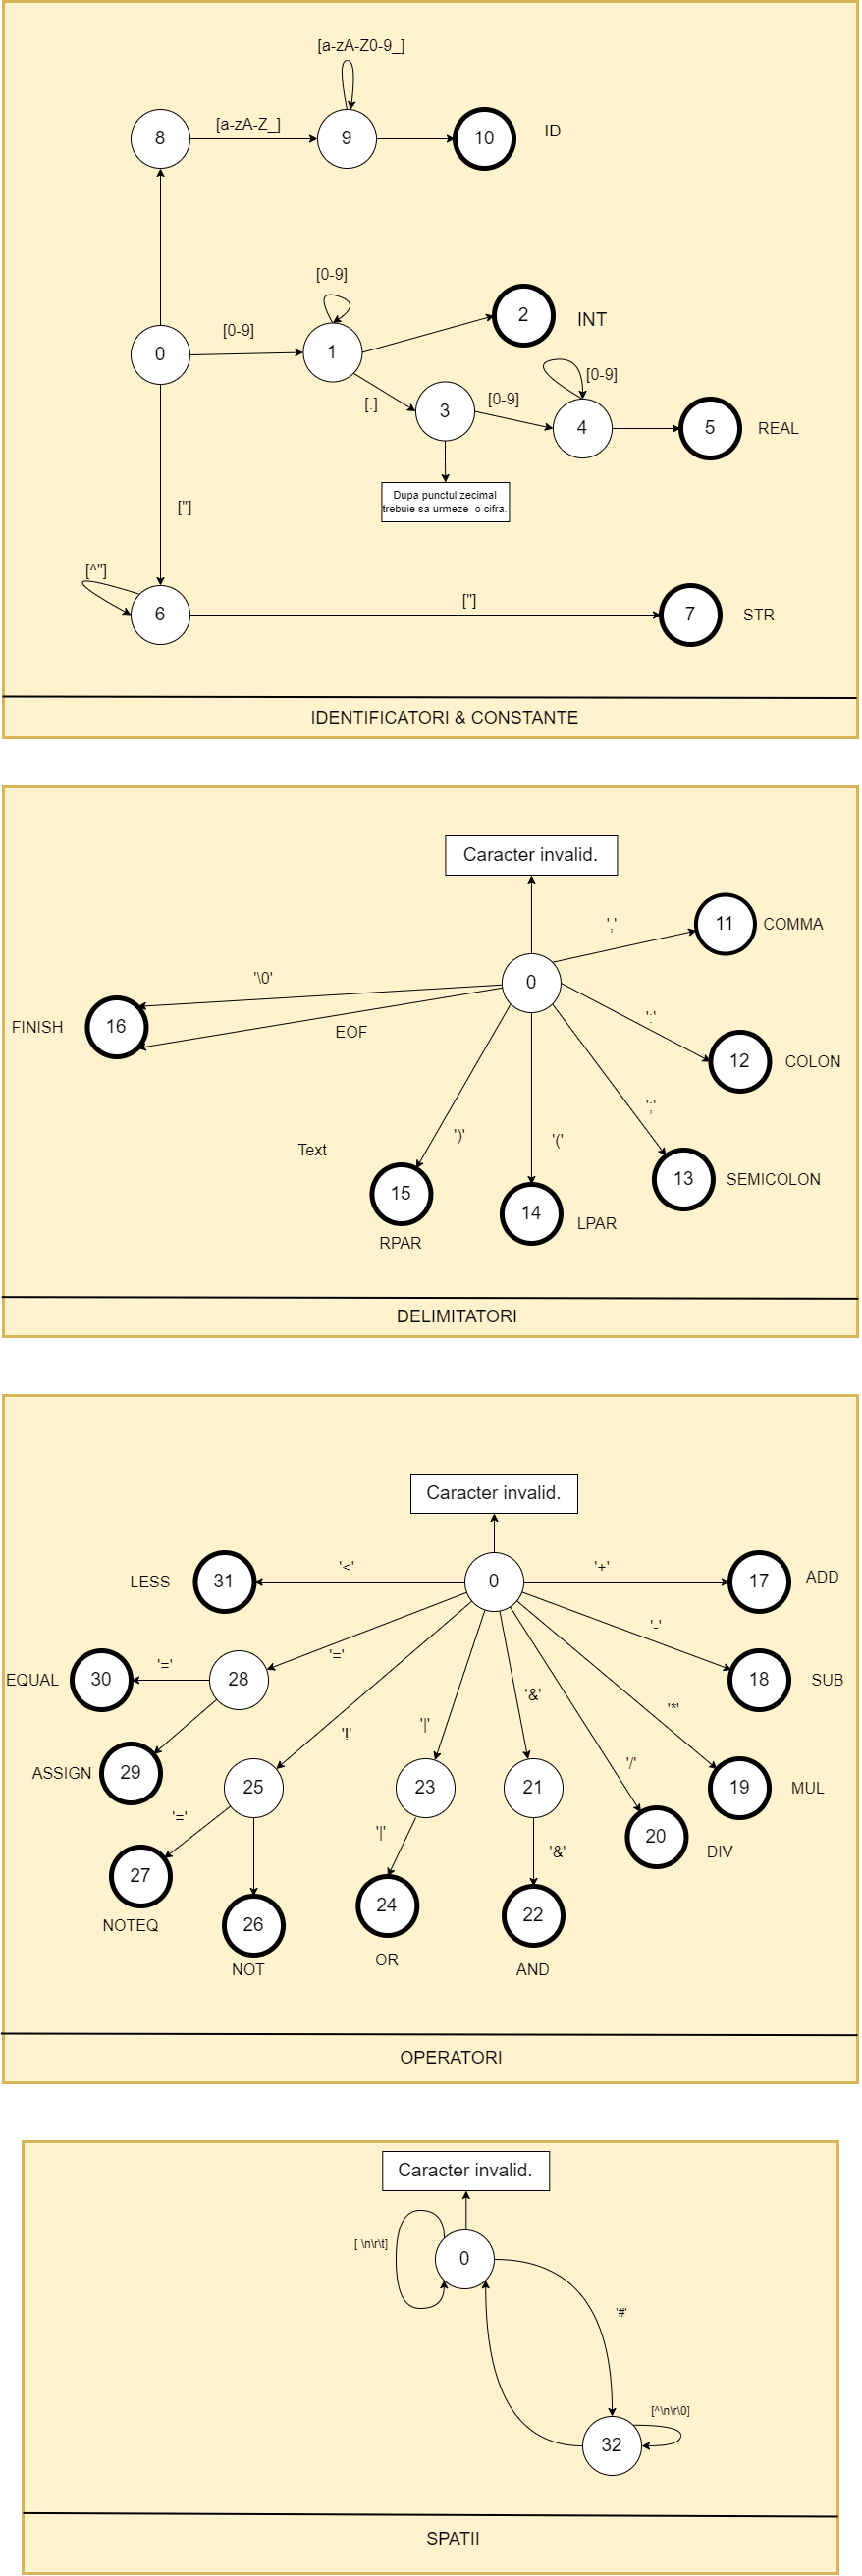 [a-zA-Z0-9_]
8
[a-zA-Z_]
9
10
ID
[0-9]
2
INT
0
[0-9]
1
[.]
3
[0-9]
4
[0-9]
5
REAL
Dupa punctul zecimal
trebuie sa urmeze o cifra.
["]
[^"]
6
["]
7
STR
IDENTIFICATORI & CONSTANTE
Caracter invalid.
','
11
COMMA
'\0'
0
FINISH
16
EOF
':'
12
COLON
';'
')'
'('
Text
15
13
SEMICOLON
14
LPAR
RPAR
DELIMITATORI
Caracter invalid.
LESS
31
'<'
0
'+'
17
ADD
EQUAL
30
'='
28
'='
'-'
18
SUB
'&'
'*'
'|'
'!'
ASSIGN
29
25
23
21
'/'
19
MUL
'='
'|'
'&'
20
DIV
27
24
22
NOTEQ
26
OR
AND
NOT
OPERATORI
Caracter invalid.
[ \n\r\t]
0
'#'
[^\n\r\0]
32
SPATII